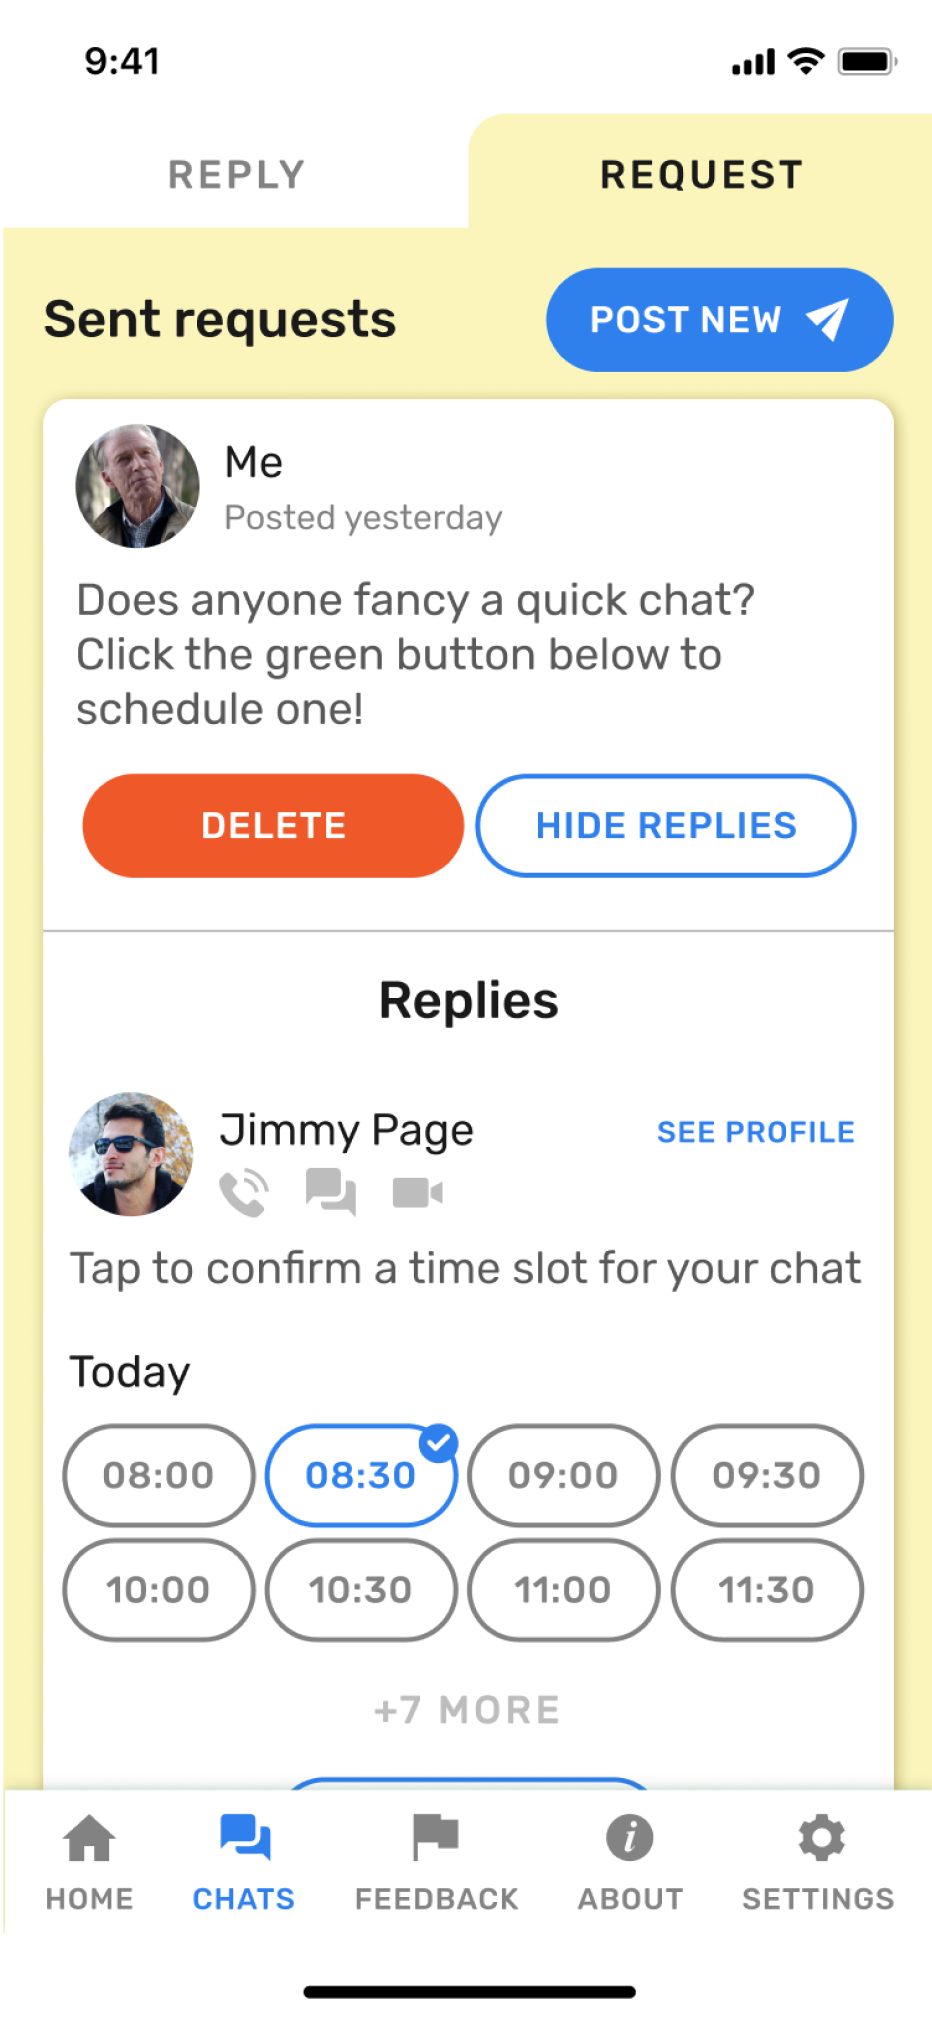 9:41
REPLY
REQUEST
Sent requests
POST NEW
Me
Posted yesterday
Does anyone fancy a quick chat?
Click the green button below to
schedule one!
DELETE
HIDE REPLIES
Replies
Jimmy Page
SEE PROFILE
Tap to confirm a time slot for your chat
Today
08:00 08:30 09:00 09:30
10:00 10:30 11:00 11:30
+7 MORE
HOME CHATS FEEDBACK ABOUT SETTINGS